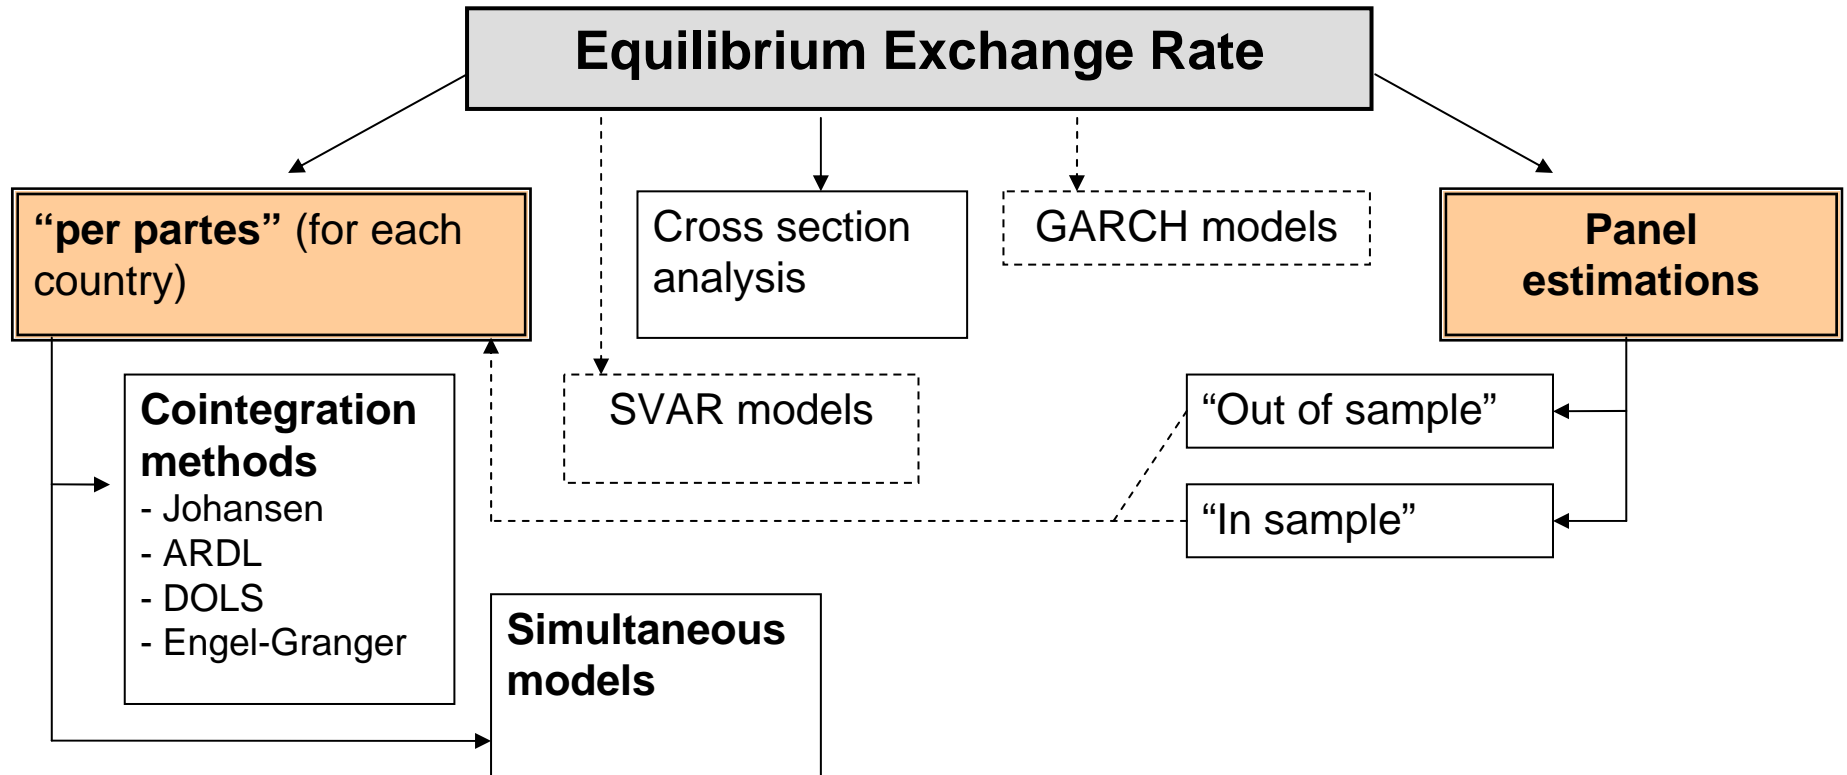 Equilibrium Exchange Rate
“per partes” (for each
country)
Cross section
analysis
GARCH models
Panel
estimations
Cointegration
methods
- Johansen
- ARDL
- DOLS
- Engel-Granger
SVAR models
“Out of sample”
“In sample”
Simultaneous
models